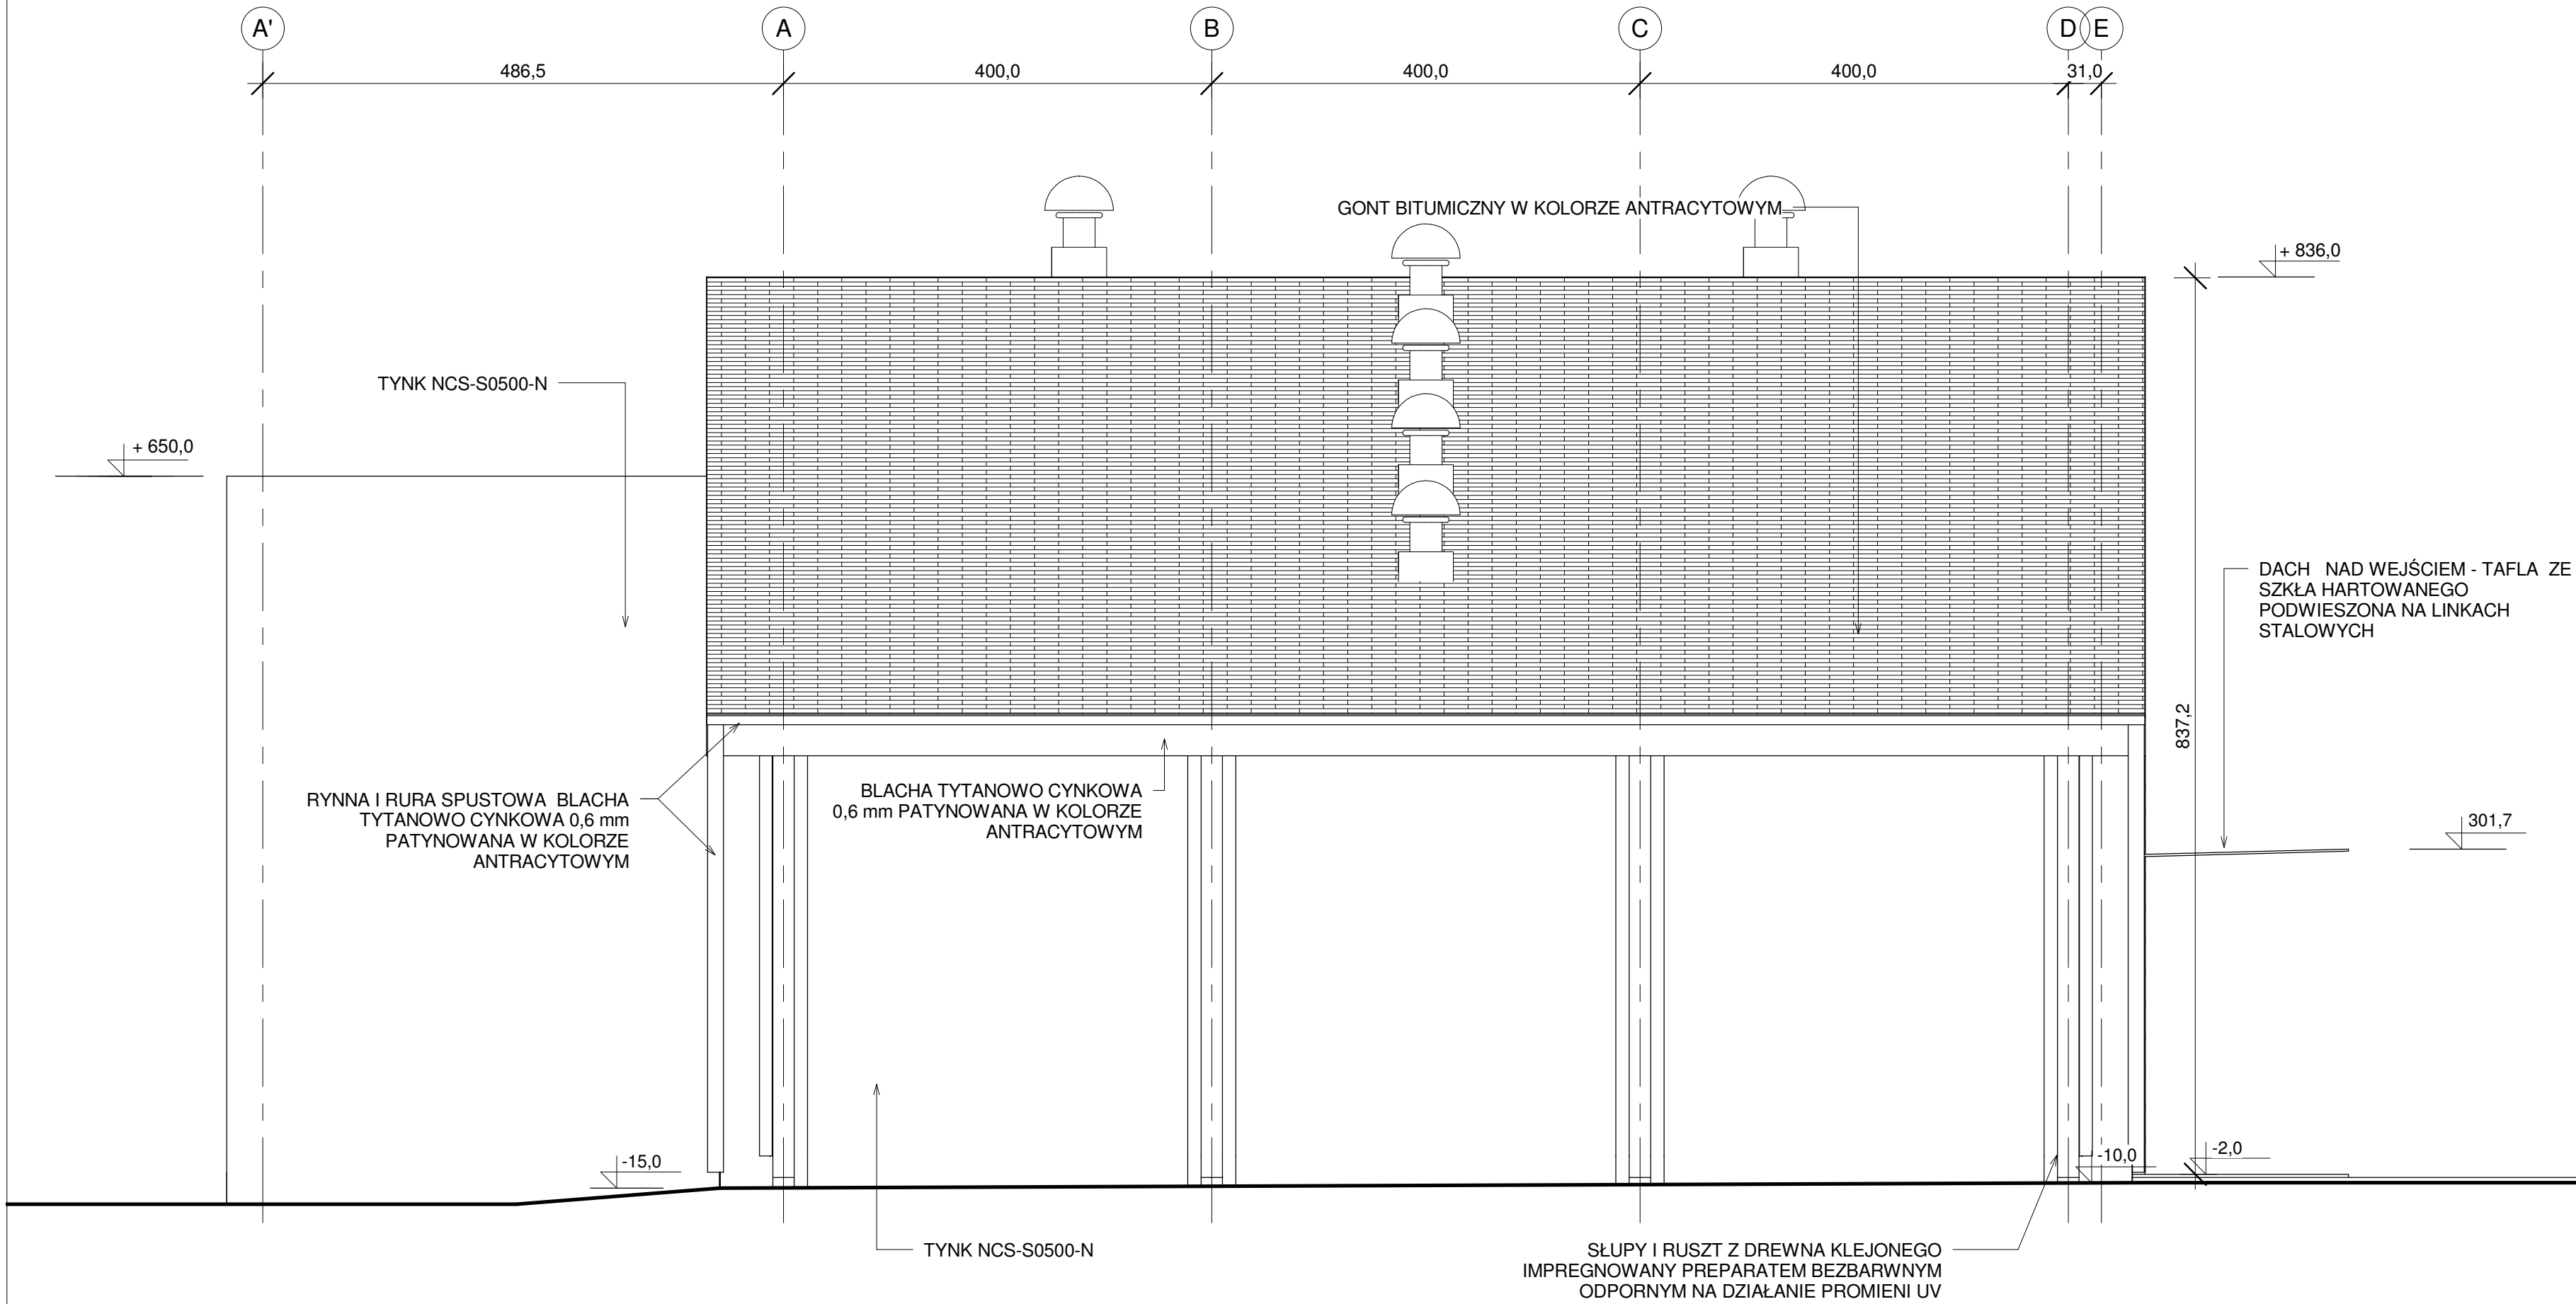 A'
A
B
C
D
E
486,5
400,0
400,0
400,0
31,0
GONT BITUMICZNY W KOLORZE ANTRACYTOWYM
+ 836,0
TYNK NCS-S0500-N
+ 650,0
DACH NAD WEJŚCIEM - TAFLA ZE
SZKŁA HARTOWANEGO
PODWIESZONA NA LINKACH
STALOWYCH
837,2
RYNNA I RURA SPUSTOWA BLACHA
TYTANOWO CYNKOWA 0,6 mm
PATYNOWANA W KOLORZE
ANTRACYTOWYM
BLACHA TYTANOWO CYNKOWA
0,6 mm PATYNOWANA W KOLORZE
ANTRACYTOWYM
301,7
-15,0
-10,0
-2,0
TYNK NCS-S0500-N
SŁUPY I RUSZT Z DREWNA KLEJONEGO
IMPREGNOWANY PREPARATEM BEZBARWNYM
ODPORNYM NA DZIAŁANIE PROMIENI UV